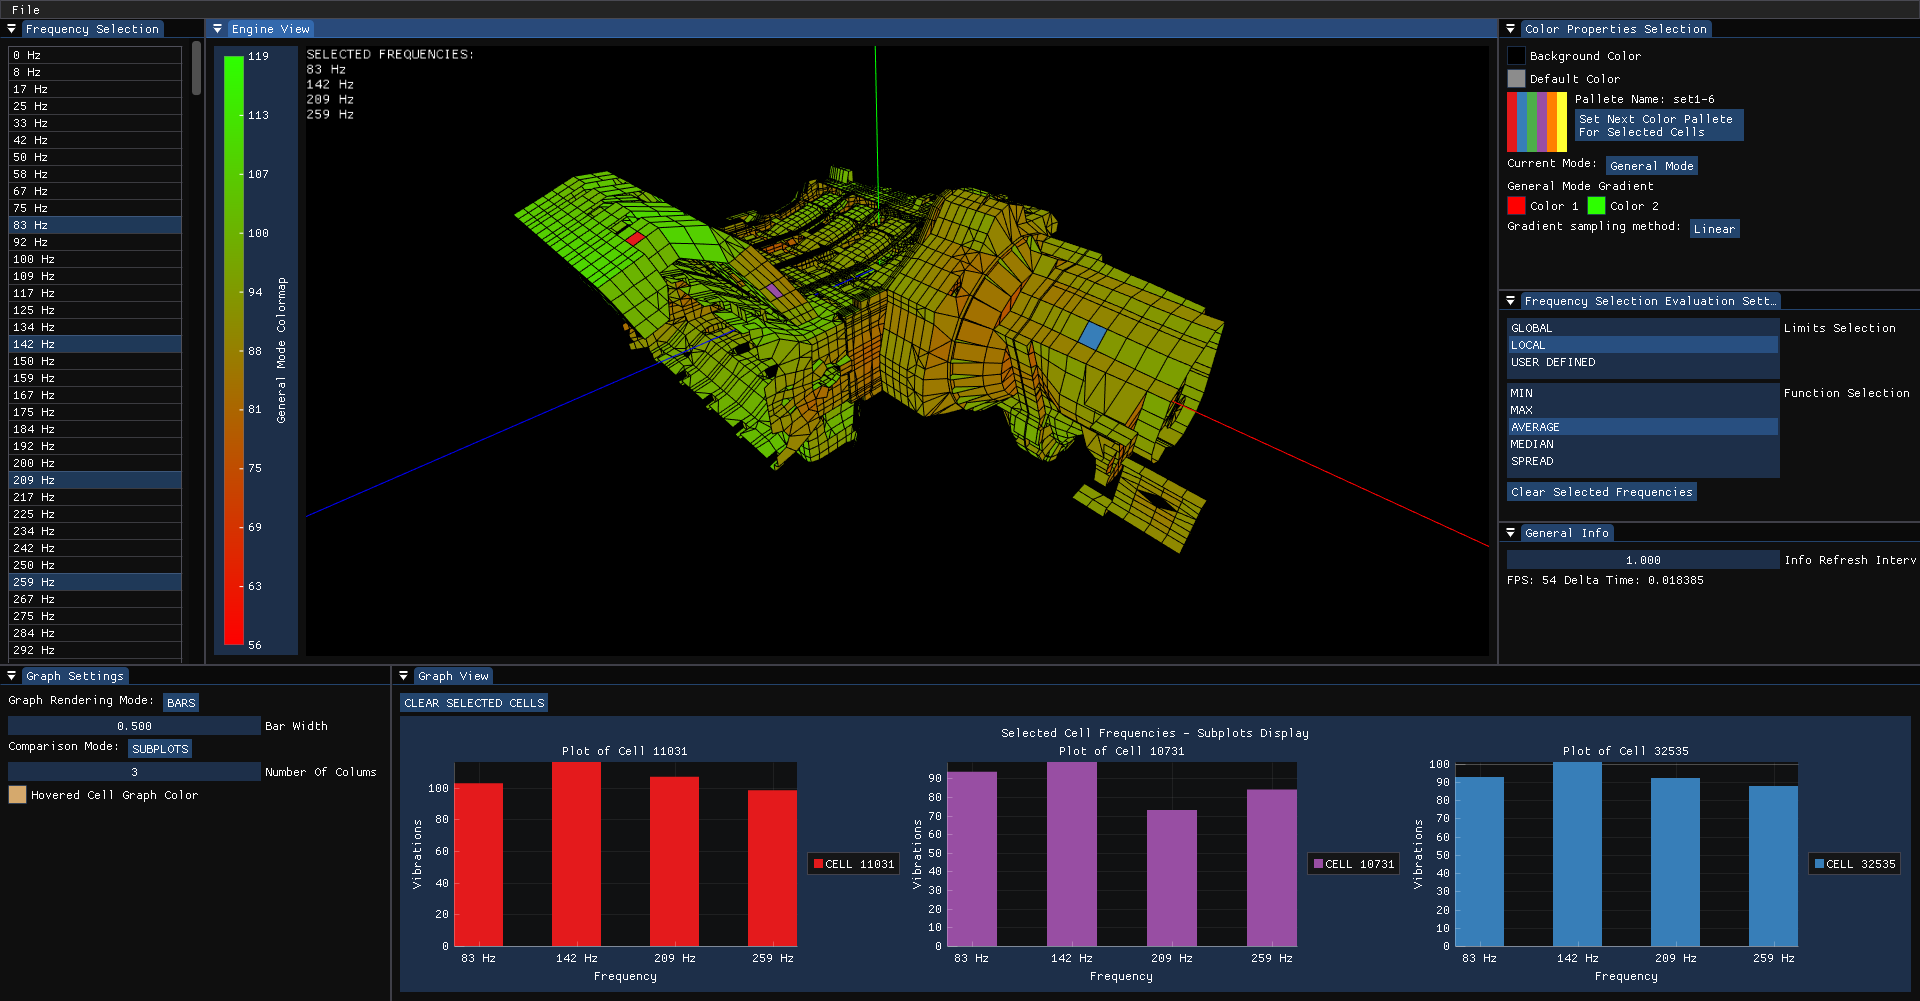 File
Frequency Selection
0 Hz
8 Hz
17 Hz
25 Hz
33 Hz
42 Hz
50 Hz
58 Hz
67 Hz
75 Hz
83 Hz
92 Hz
100 Hz
109 Hz
117 Hz
125 Hz
134 Hz
142 Hz
150 Hz
159 Hz
167 Hz
175 Hz
184 Hz
192 Hz
200 Hz
209 Hz
217 Hz
225 Hz
234 Hz
242 Hz
250 Hz
259 Hz
267 Hz
275 Hz
284 Hz
292 Hz
Engine View
119
113
107
100
94
88
81
75
69
63
56
General Mode Colormap
SELECTED FREQUENCIES:
83 Hz
142 Hz
209 Hz
259 Hz
Color Properties Selection
Background Color
Default Color
Pallete Name: set1-6
Set Next Color Pallete
For Selected Cells
Current Mode: General Mode
General Mode Gradient
Color 1 Color 2
Gradient sampling method: Linear
Frequency Selection Evaluation Sett…
GLOBAL
LOCAL
USER DEFINED
Limits Selection
MIN
MAX
AVERAGE
MEDIAN
SPREAD
Function Selection
Clear Selected Frequencies
General Info
1.000 Info Refresh Interv
FPS: 54 Delta Time: 0.018385
Graph Settings
Graph Rendering Mode: BARS
0.500 Bar Width
Comparison Mode: SUBPLOTS
3 Number Of Colums
Hovered Cell Graph Color
Graph View
CLEAR SELECTED CELLS
Selected Cell Frequencies - Subplots Display
Plot of Cell 11031
100
80
60
40
20
0
Vibrations
83 Hz 142 Hz 209 Hz 259 Hz
Frequency
CELL 11031
Plot of Cell 10731
90
80
70
60
50
40
30
20
10
0
Vibrations
83 Hz 142 Hz 209 Hz 259 Hz
Frequency
CELL 10731
Plot of Cell 32535
100
90
80
70
60
50
40
30
20
10
0
Vibrations
83 Hz 142 Hz 209 Hz 259 Hz
Frequency
CELL 32535